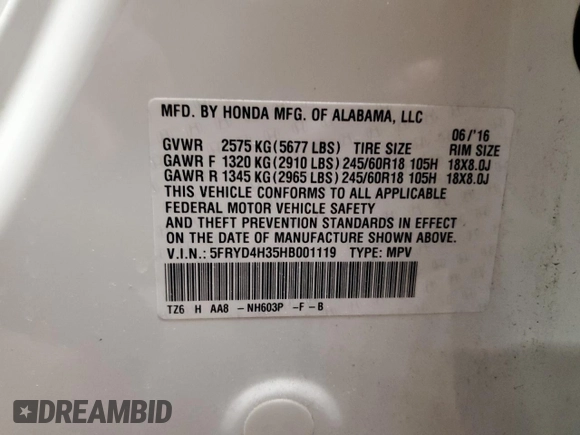 MFD. BY HONDA MFG. OF ALABAMA, LLC
06/'16
GVWR 2575 KG(5677 LBS) TIRE SIZE RIM SIZE
GAWR F 1320 KG(2910 LBS) 245/60R18 105H 18X8.0J
GAWR R 1345 KG(2965 LBS) 245/60R18 105H 18X8.0J
THIS VEHICLE CONFORMS TO ALL APPLICABLE
FEDERAL MOTOR VEHICLE SAFETY
AND THEFT PREVENTION STANDARDS IN EFFECT
ON THE DATE OF MANUFACTURE SHOWN ABOVE.
V.I.N.: 5FRYD4H35HB001119 TYPE: MPV
TZ6 H AA8 -NH603P -F -B
DREAMBID